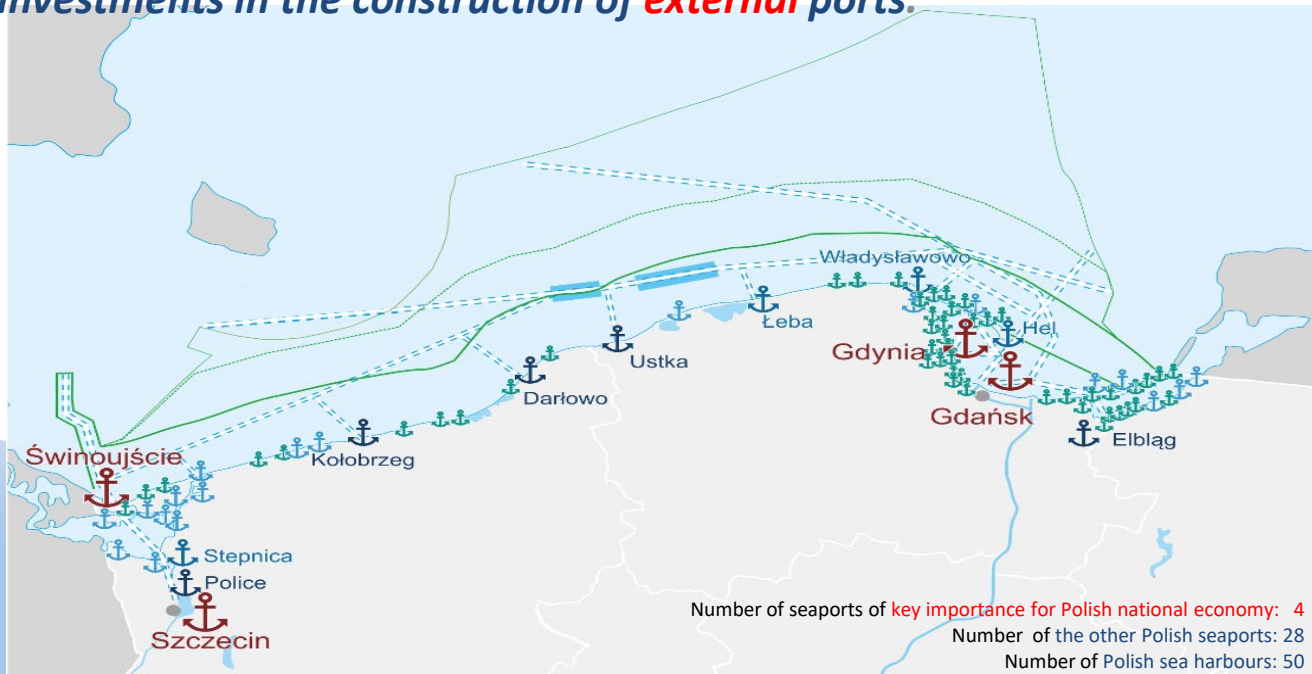 investments in the construction of external ports.
Władysławowo
Łeba
Hel
Gdynia
Ustka
Gdańsk
Darłowo
Elbląg
Kołobrzeg
Świnoujście
Stepnica
Police
Szczecin
Number of seaports of key importance for Polish national economy: 4
Number of the other Polish seaports: 28
Number of Polish sea harbours: 50